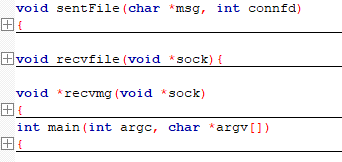 void sentFile(char *msg, int connfd)
{
void recvfile(void *sock){
void *recvmg(void *sock)
{
int main(int argc, char *argv[])
{